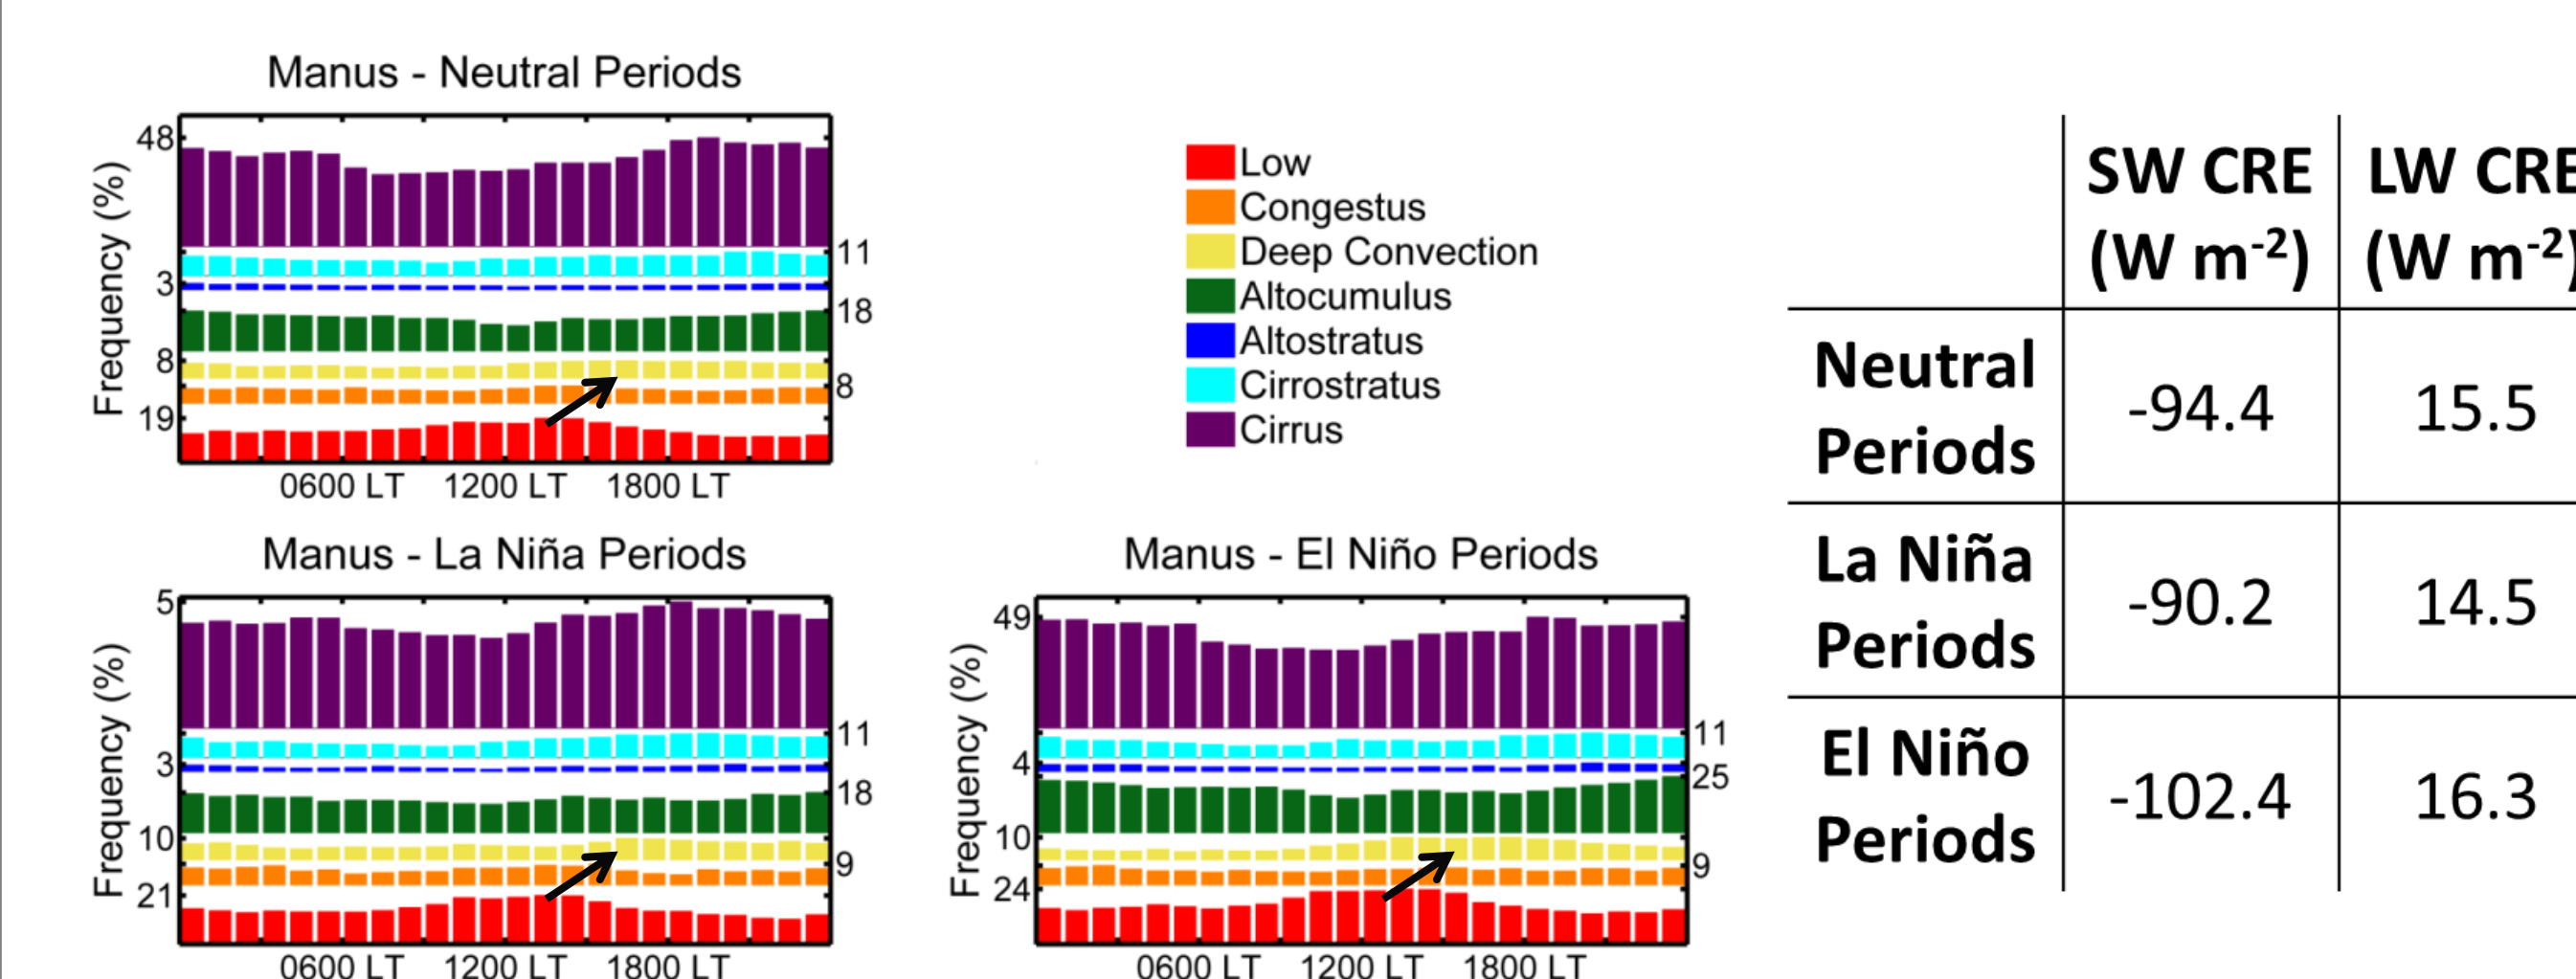 Manus - Neutral Periods
48
11
3
18
8
8
19
Frequency (%)
0600 LT 1200 LT 1800 LT
Low
Congestus
Deep Convection
Altocumulus
Altostratus
Cirrostratus
Cirrus
Manus - La Niña Periods
5
11
3
18
10
9
21
Frequency (%)
0600 LT 1200 LT 1800 LT
Manus - El Niño Periods
49
11
4
25
10
9
24
Frequency (%)
0600 LT 1200 LT 1800 LT
SW CRE LW CRE
(W m-2) (W m-2)
Neutral
Periods
-94.4 15.5
La Niña
Periods
-90.2 14.5
El Niño
Periods
-102.4 16.3